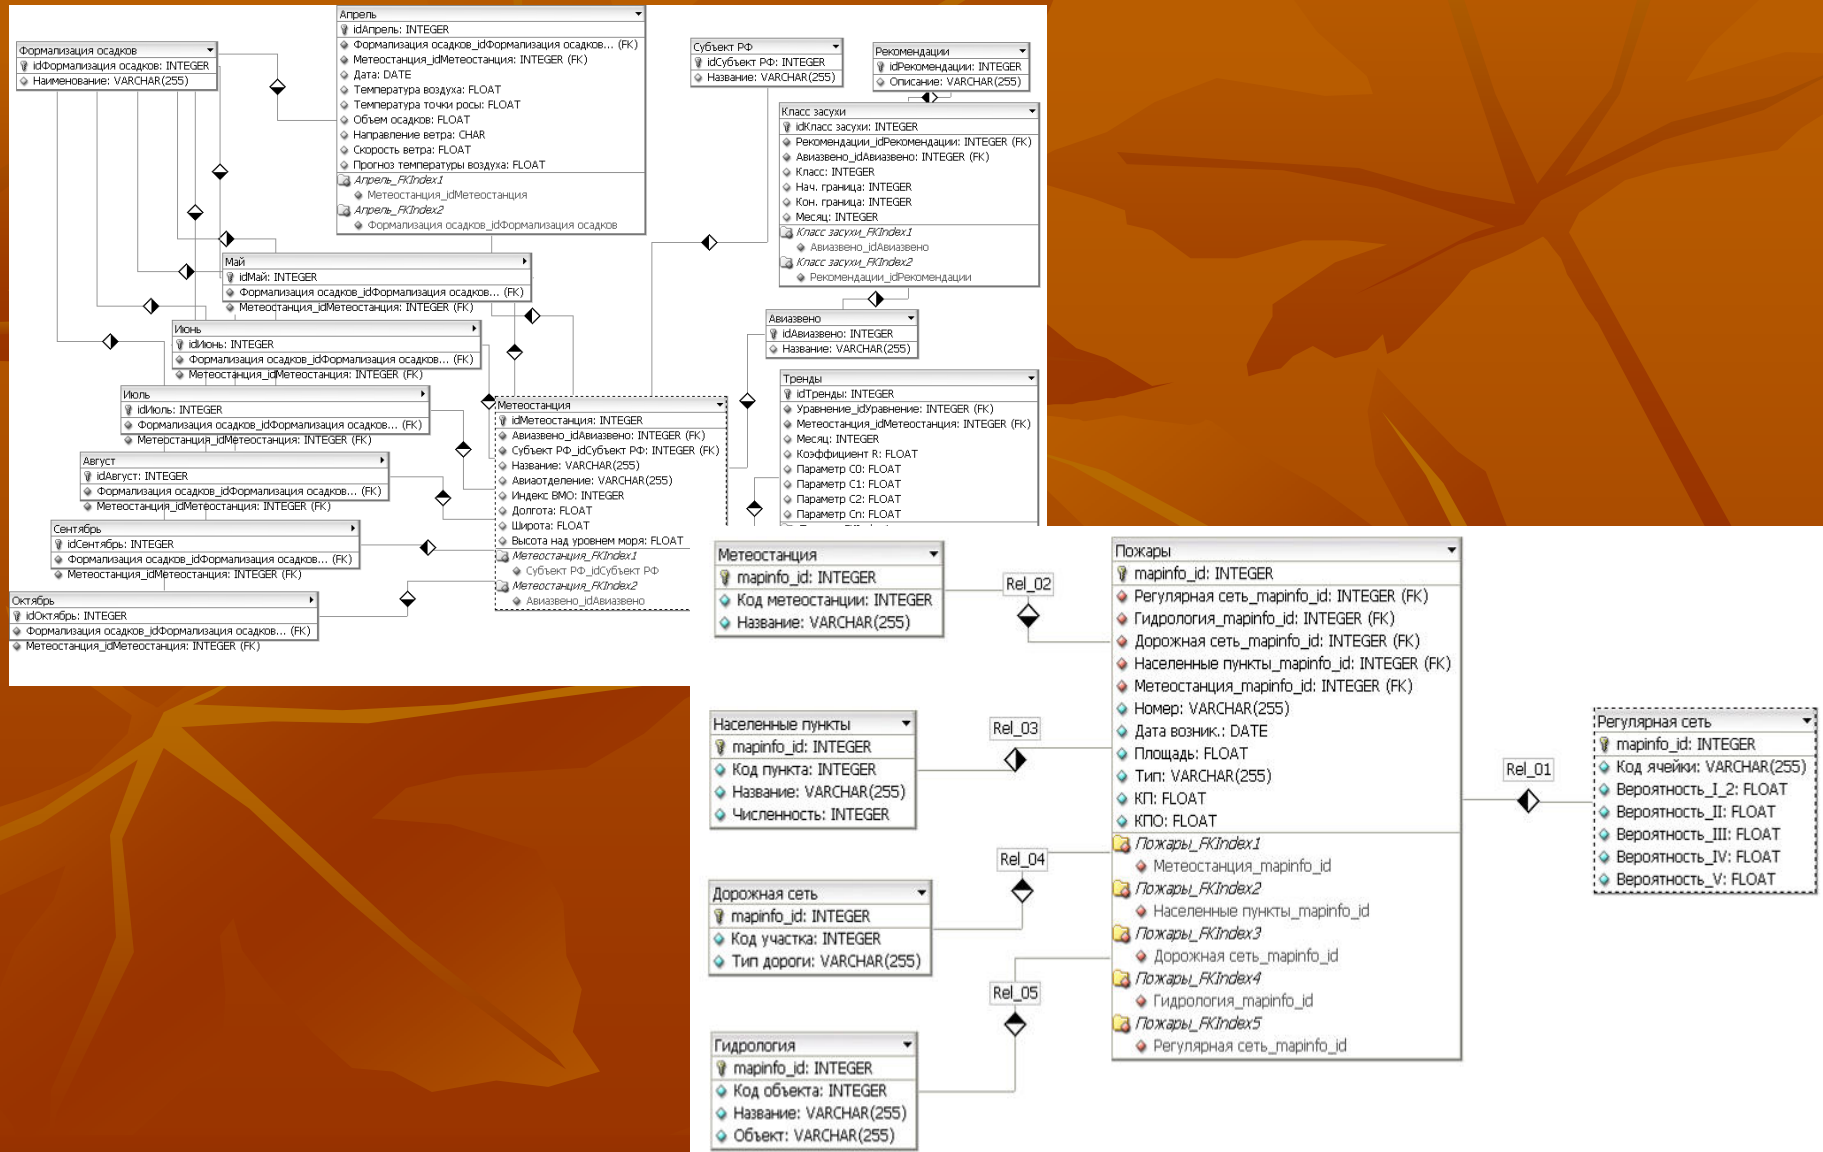 Формализация осадков
idФормализация осадков: INTEGER
Наименование: VARCHAR(255)
Апрель
idАпрель: INTEGER
Формализация осадков_idФормализация осадков... (FK)
Метеостанция_idМетеостанция: INTEGER (FK)
Дата: DATE
Температура воздуха: FLOAT
Температура точки росы: FLOAT
Объем осадков: FLOAT
Направление ветра: CHAR
Скорость ветра: FLOAT
Прогноз температуры воздуха: FLOAT
Апрель_FKIndex1
Метеостанция_idМетеостанция
Апрель_FKIndex2
Формализация осадков_idФормализация осадков
Субъект РФ
idСубъект РФ: INTEGER
Название: VARCHAR(255)
Рекомендации
idРекомендации: INTEGER
Описание: VARCHAR(255)
Класс засухи
idКласс засухи: INTEGER
Рекомендации_idРекомендации: INTEGER (FK)
Авиазвено_idАвиазвено: INTEGER (FK)
Класс: INTEGER
Нач. граница: INTEGER
Кон. граница: INTEGER
Месяц: INTEGER
Класс засухи_FKIndex1
Авиазвено_idАвиазвено
Класс засухи_FKIndex2
Рекомендации_idРекомендации
Май
idМай: INTEGER
Формализация осадков_idФормализация осадков... (FK)
Метеостанция_idМетеостанция: INTEGER (FK)
Июнь
idИюнь: INTEGER
Формализация осадков_idФормализация осадков... (FK)
Метеостанция_idМетеостанция: INTEGER (FK)
Июль
idИюль: INTEGER
Формализация осадков_idФормализация осадков... (FK)
Метеостанция_idМетеостанция: INTEGER (FK)
Август
idАвгуст: INTEGER
Формализация осадков_idФормализация осадков... (FK)
Метеостанция_idМетеостанция: INTEGER (FK)
Сентябрь
idСентябрь: INTEGER
Формализация осадков_idФормализация осадков... (FK)
Метеостанция_idМетеостанция: INTEGER (FK)
Октябрь
idОктябрь: INTEGER
Формализация осадков_idФормализация осадков... (FK)
Метеостанция_idМетеостанция: INTEGER (FK)
Метеостанция
idМетеостанция: INTEGER
Авиазвено_idАвиазвено: INTEGER (FK)
Субъект РФ_idСубъект РФ: INTEGER (FK)
Название: VARCHAR(255)
Авиаотделение: VARCHAR(255)
Индекс ВМО: INTEGER
Долгота: FLOAT
Широта: FLOAT
Высота над уровнем моря: FLOAT
Метеостанция_FKIndex1
Субъект РФ_idСубъект РФ
Метеостанция_FKIndex2
Авиазвено_idАвиазвено
Авиазвено
idАвиазвено: INTEGER
Название: VARCHAR(255)
Тренды
idТренды: INTEGER
Уравнение_idУравнение: INTEGER (FK)
Метеостанция_idМетеостанция: INTEGER (FK)
Месяц: INTEGER
Коэффициент R: FLOAT
Параметр C0: FLOAT
Параметр C1: FLOAT
Параметр C2: FLOAT
Параметр Cn: FLOAT
Метеостанция
mapinfo_id: INTEGER
Код метеостанции: INTEGER
Название: VARCHAR(255)
Rel_02
Населенные пункты
mapinfo_id: INTEGER
Код пункта: INTEGER
Название: VARCHAR(255)
Численность: INTEGER
Rel_03
Дорожная сеть
mapinfo_id: INTEGER
Код участка: INTEGER
Тип дороги: VARCHAR(255)
Rel_04
Гидрология
mapinfo_id: INTEGER
Код объекта: INTEGER
Название: VARCHAR(255)
Объект: VARCHAR(255)
Rel_05
Пожары
mapinfo_id: INTEGER
Регулярная сеть_mapinfo_id: INTEGER (FK)
Гидрология_mapinfo_id: INTEGER (FK)
Дорожная сеть_mapinfo_id: INTEGER (FK)
Населенные пункты_mapinfo_id: INTEGER (FK)
Метеостанция_mapinfo_id: INTEGER (FK)
Номер: VARCHAR(255)
Дата возник.: DATE
Площадь: FLOAT
Тип: VARCHAR(255)
КП: FLOAT
КПО: FLOAT
Пожары_FKIndex1
Метеостанция_mapinfo_id
Пожары_FKIndex2
Населенные пункты_mapinfo_id
Пожары_FKIndex3
Дорожная сеть_mapinfo_id
Пожары_FKIndex4
Гидрология_mapinfo_id
Пожары_FKIndex5
Регулярная сеть_mapinfo_id
Rel_01
Регулярная сеть
mapinfo_id: INTEGER
Код ячейки: VARCHAR(255)
Вероятность_I_2: FLOAT
Вероятность_II: FLOAT
Вероятность_III: FLOAT
Вероятность_IV: FLOAT
Вероятность_V: FLOAT